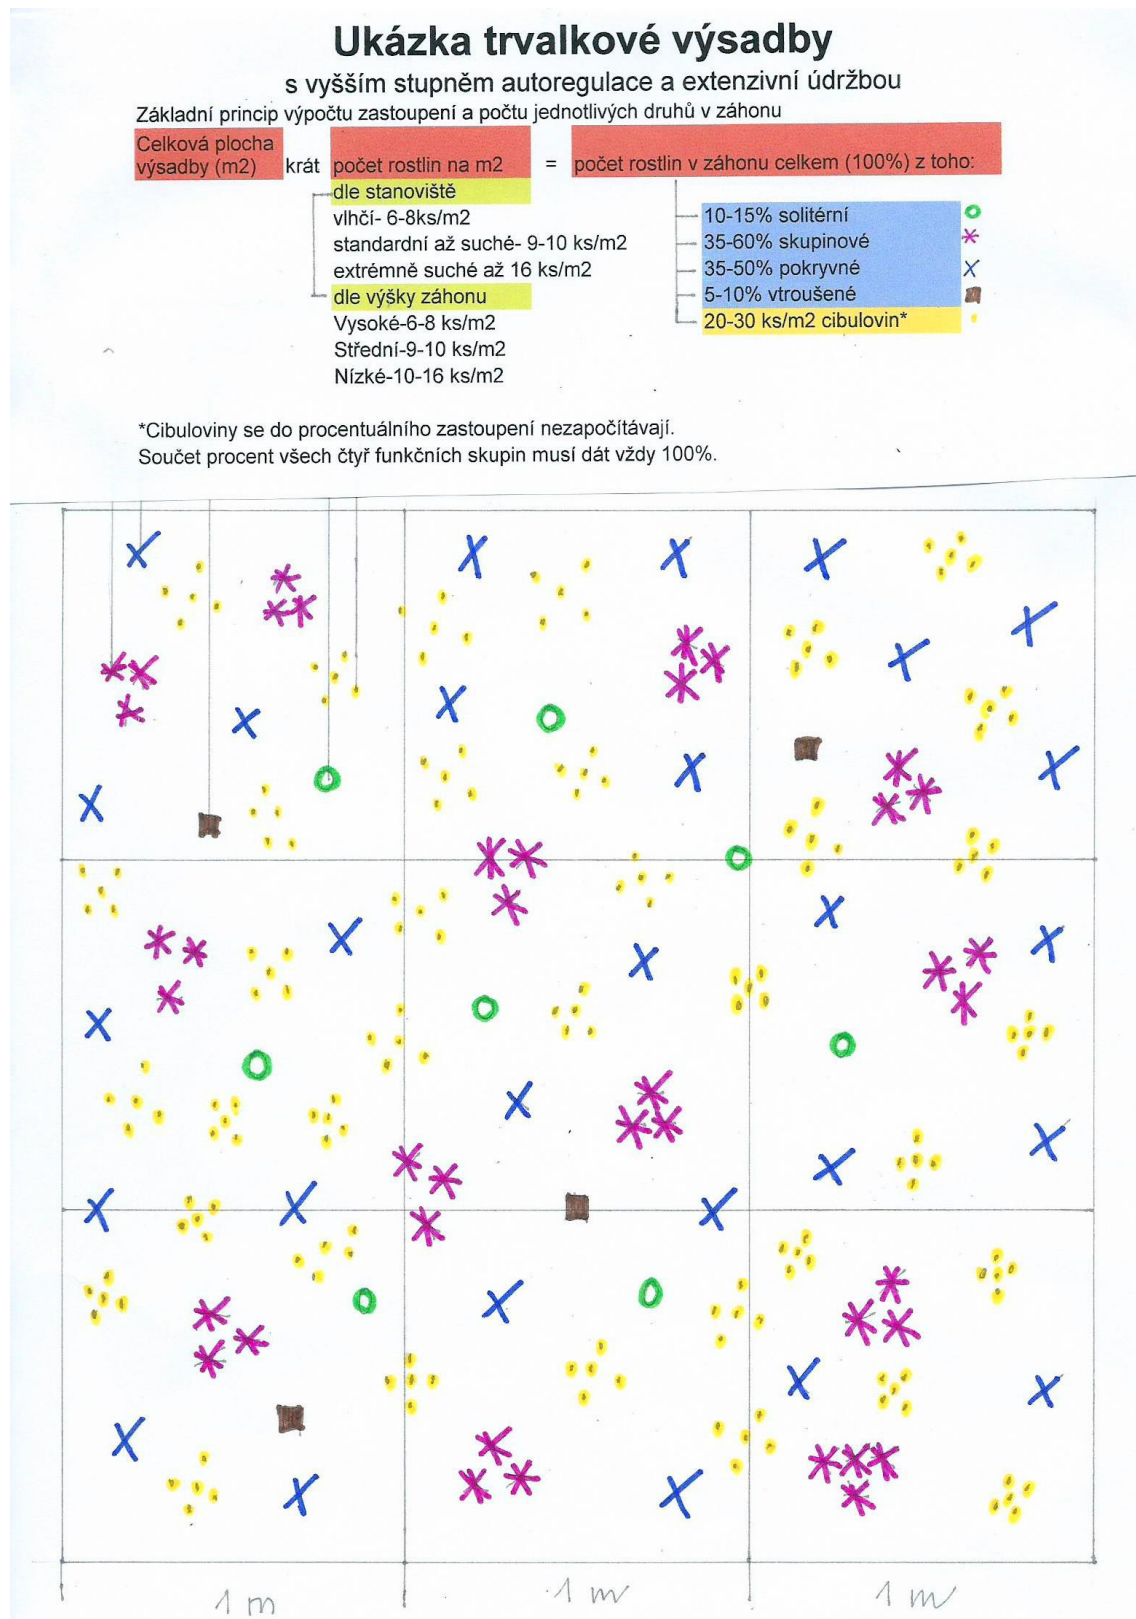 Ukázka trvalkové výsadby
s vyšším stupněm autoregulace a extenzivní údržbou
Základní princip výpočtu zastoupení a počtu jednotlivých druhů v záhonu
Celková plocha
výsadby (m2) krát počet rostlin na m2 = počet rostlin v záhonu celkem (100%) z toho:
dle stanoviště
vlhčí- 6-8ks/m2
standardní až suché- 9-10 ks/m2
extrémně suché až 16 ks/m2
dle výšky záhonu
Vysoké-6-8 ks/m2
Střední-9-10 ks/m2
Nízké-10-16 ks/m2
10-15% solitérní
35-60% skupinové
35-50% pokryvné
5-10% vtroušené
20-30 ks/m2 cibulovin*
*Cibuloviny se do procentuálního zastoupení nezapočítávají.
Součet procent všech čtyř funkčních skupin musí dát vždy 100%.
1 m 1 m 1 m